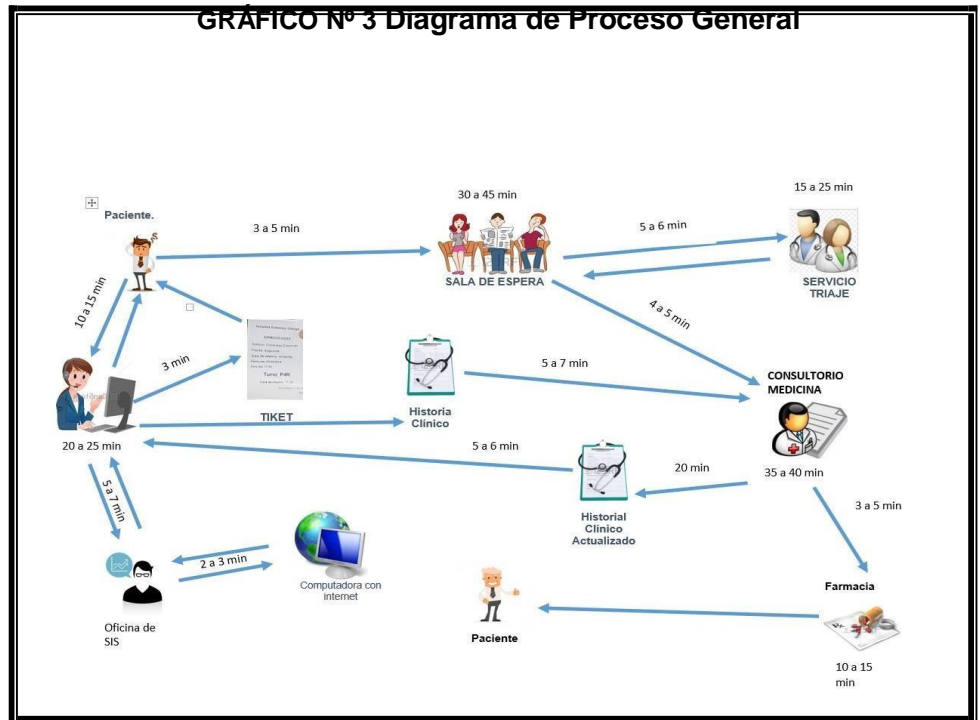 GRÁFICO Nº 3 Diagrama de Proceso General
30 a 45 min
15 a 25 min
Paciente.
3 a 5 min
5 a 6 min
SALA DE ESPERA
SERVICIO
TRIAJE
10 a 15 min
4 a 5 min
3 min
Turno
5 a 7 min
CONSULTORIO
MEDICINA
TIKET
Historia
Clínico
20 a 25 min
5 a 6 min
20 min
35 a 40 min
5 a 7 min
3 a 5 min
Historial
Clinico
Actualizado
2 a 3 min
Computadora con
internet
Farmacia
Oficina de
SIS
Paciente
10 a 15
min